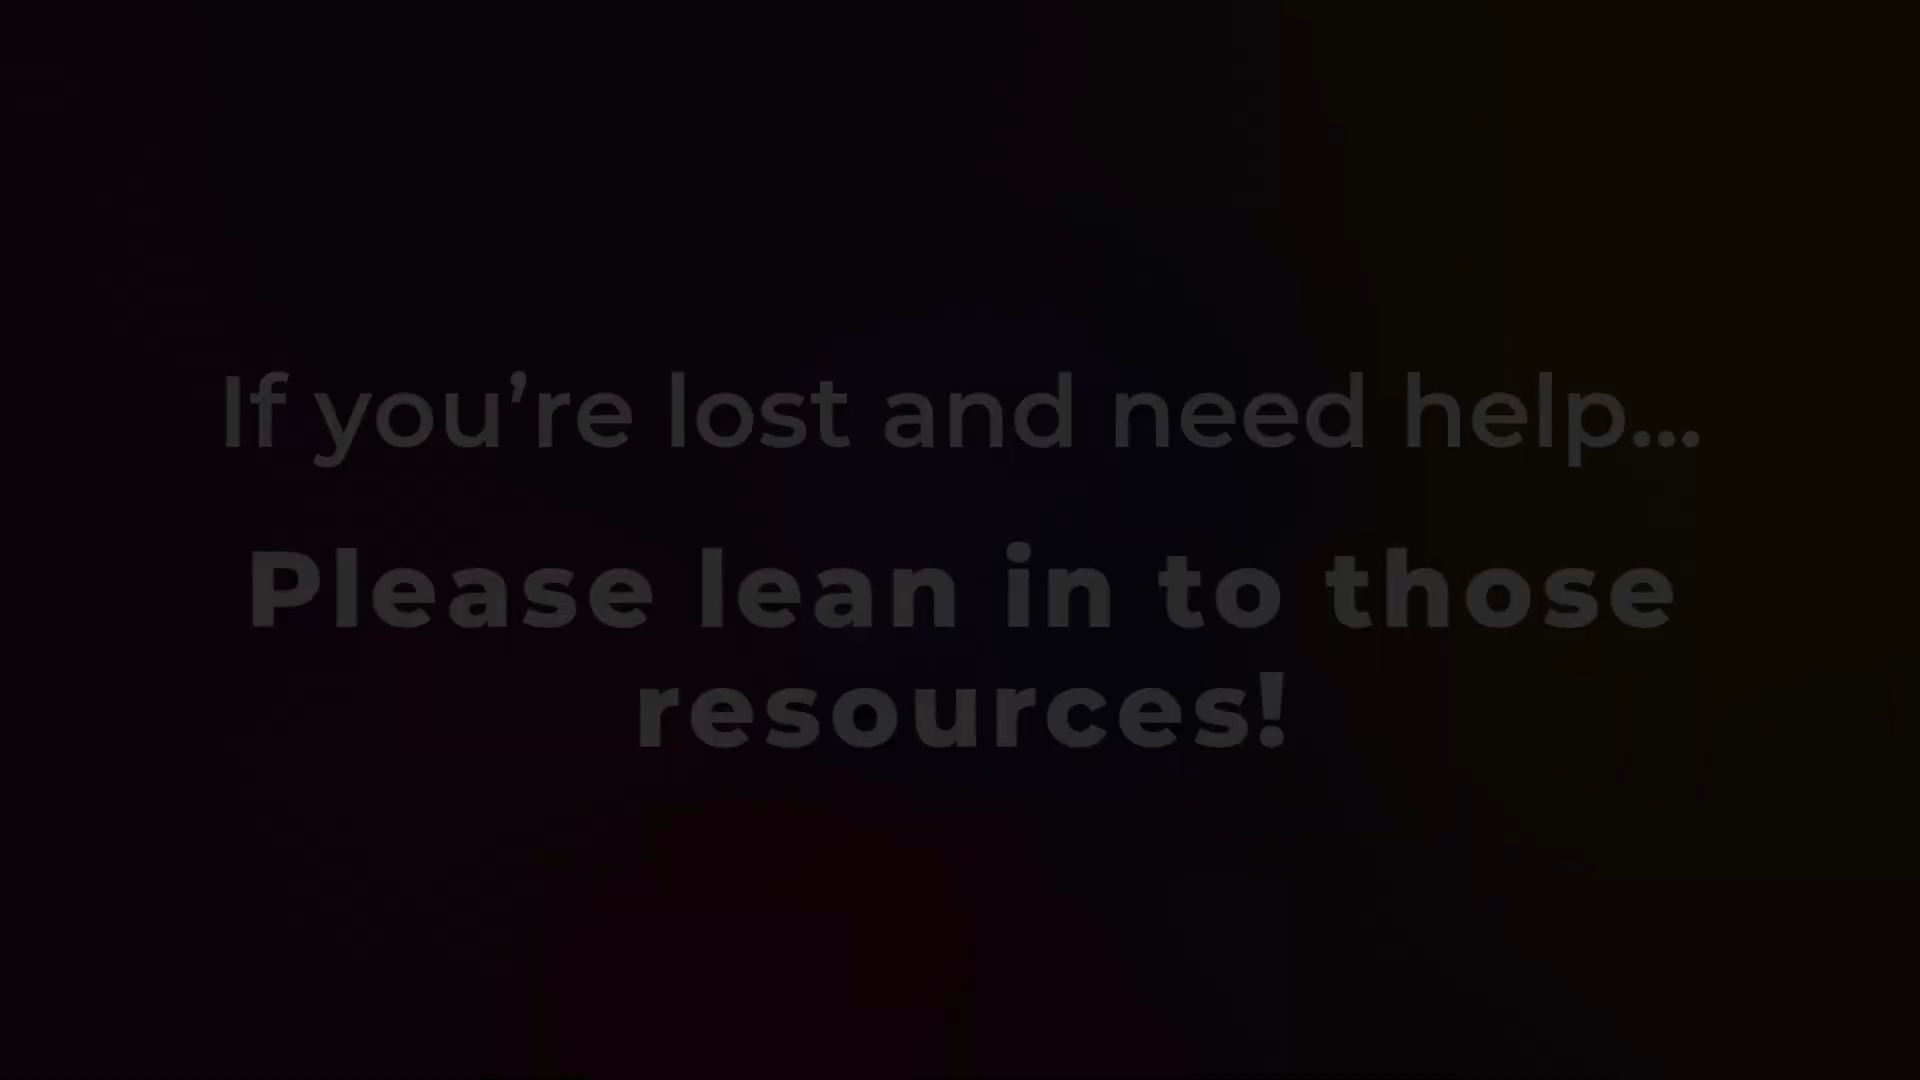 If you’re lost and need help...
Please lean in to those
resources!